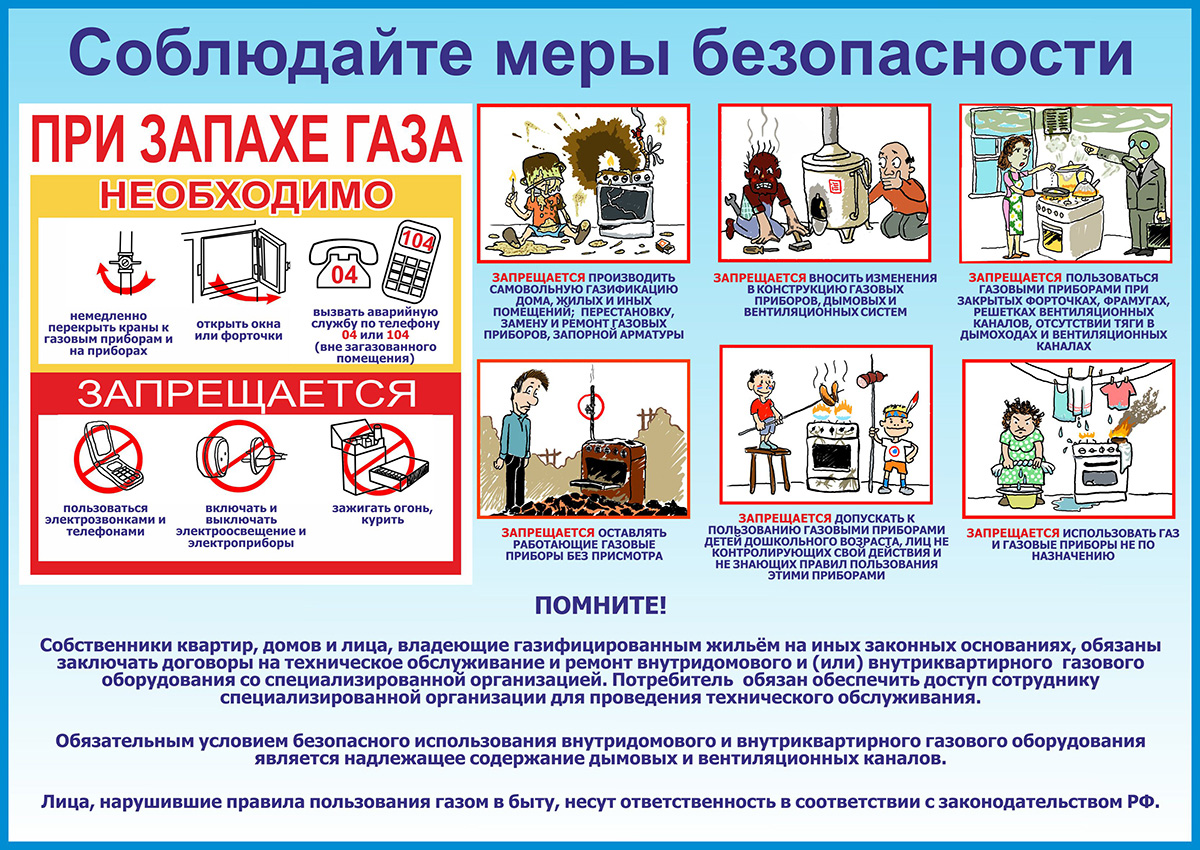 Соблюдайте меры безопасности
ПРИ ЗАПАХЕ ГАЗА
НЕОБХОДИМО
немедленно
перекрыть краны к
газовым приборам и
на приборах
открыть окна
или форточки
04
104
вызвать аварийную
службу по телефону
04 или 104
(вне загазованного
помещения)
ЗАПРЕЩАЕТСЯ
пользоваться
электрозвонками и
телефонами
включать и
выключать
электроосвещение и
электроприборы
зажигать огонь,
курить
ЗАПРЕЩАЕТСЯ ПРОИЗВОДИТЬ
САМОВОЛЬНУЮ ГАЗИФИКАЦИЮ
ДОМА, ЖИЛЫХ И ИНЫХ
ПОМЕЩЕНИЙ; ПЕРЕСТАНОВКУ,
ЗАМЕНУ И РЕМОНТ ГАЗОВЫХ
ПРИБОРОВ, ЗАПОРНОЙ АРМАТУРЫ
ЗАПРЕЩАЕТСЯ ВНОСИТЬ ИЗМЕНЕНИЯ
В КОНСТРУКЦИЮ ГАЗОВЫХ
ПРИБОРОВ, ДЫМОВЫХ И
ВЕНТИЛЯЦИОННЫХ СИСТЕМ
ЗАПРЕЩАЕТСЯ ПОЛЬЗОВАТЬСЯ
ГАЗОВЫМИ ПРИБОРАМИ ПРИ
ЗАКРЫТЫХ ФОРТОЧКАХ, ФРАМУГАХ,
РЕШЕТКАХ ВЕНТИЛЯЦИОННЫХ
КАНАЛОВ, ОТСУТСТВИИ ТЯГИ В
ДЫМОХОДАХ И ВЕНТИЛЯЦИОННЫХ
КАНАЛАХ
ЗАПРЕЩАЕТСЯ ОСТАВЛЯТЬ
РАБОТАЮЩИЕ ГАЗОВЫЕ
ПРИБОРЫ БЕЗ ПРИСМОТРА
ЗАПРЕЩАЕТСЯ ДОПУСКАТЬ К
ПОЛЬЗОВАНИЮ ГАЗОВЫМИ ПРИБОРАМИ
ДЕТЕЙ ДОШКОЛЬНОГО ВОЗРАСТА, ЛИЦ НЕ
КОНТРОЛИРУЮЩИХ СВОЙ ДЕЙСТВИЯ И
НЕ ЗНАЮЩИХ ПРАВИЛ ПОЛЬЗОВАНИЯ
ЭТИМИ ПРИБОРАМИ
ЗАПРЕЩАЕТСЯ ИСПОЛЬЗОВАТЬ ГАЗ
И ГАЗОВЫЕ ПРИБОРЫ НЕ ПО
НАЗНАЧЕНИЮ
ПОМНИТЕ!
Собственники квартир, домов и лица, владеющие газифицированным жильём на иных законных основаниях, обязаны
заключать договоры на техническое обслуживание и ремонт внутридомового и (или) внутриквартирного газового
оборудования со специализированной организацией. Потребитель обязан обеспечить доступ сотруднику
специализированной организации для проведения технического обслуживания.
Обязательным условием безопасного использования внутридомового и внутриквартирного газового оборудования
является надлежащее содержание дымовых и вентиляционных каналов.
Лица, нарушившие правила пользования газом в быту, несут ответственность в соответствии с законодательством РФ.